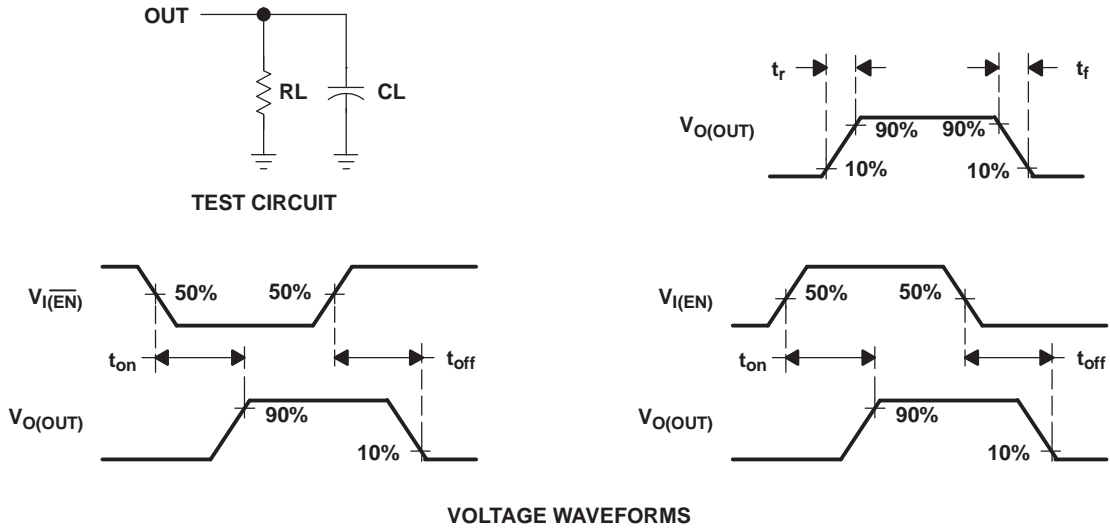 OUT
RL CL
TEST CIRCUIT
tr tf
VO(OUT)
90% 90%
10% 10%
VI(E̅N̅)
50% 50%
ton toff
VO(OUT)
90%
10%
VI(EN)
50% 50%
ton toff
VO(OUT)
90%
10%
VOLTAGE WAVEFORMS